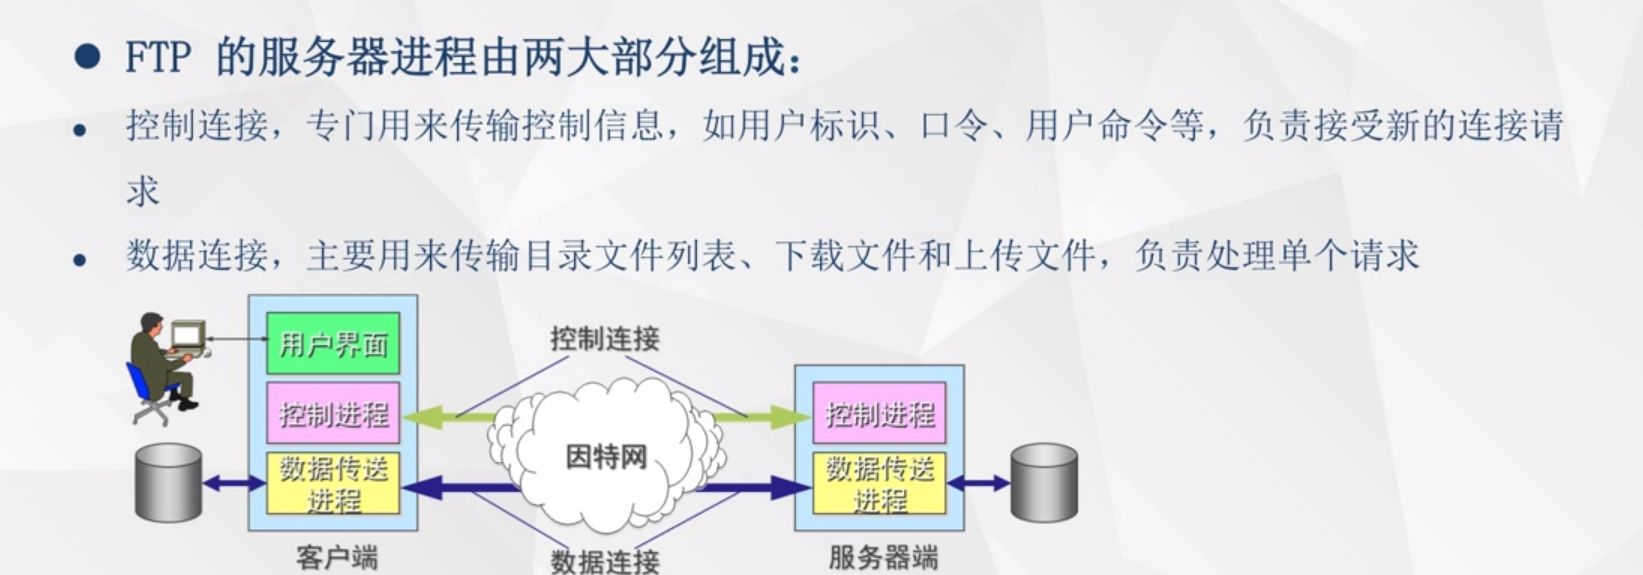 FTP 的服务器进程由两大部分组成：
控制连接，专门用来传输控制信息，如用户标识、口令、用户命令等，负责接受新的连接请
求
数据连接，主要用来传输目录文件列表、下载文件和上传文件，负责处理单个请求
用户界面
控制连接
控制进程
控制进程
因特网
数据传送
进程
数据传送
进程
客户端
数据连接
服务器端